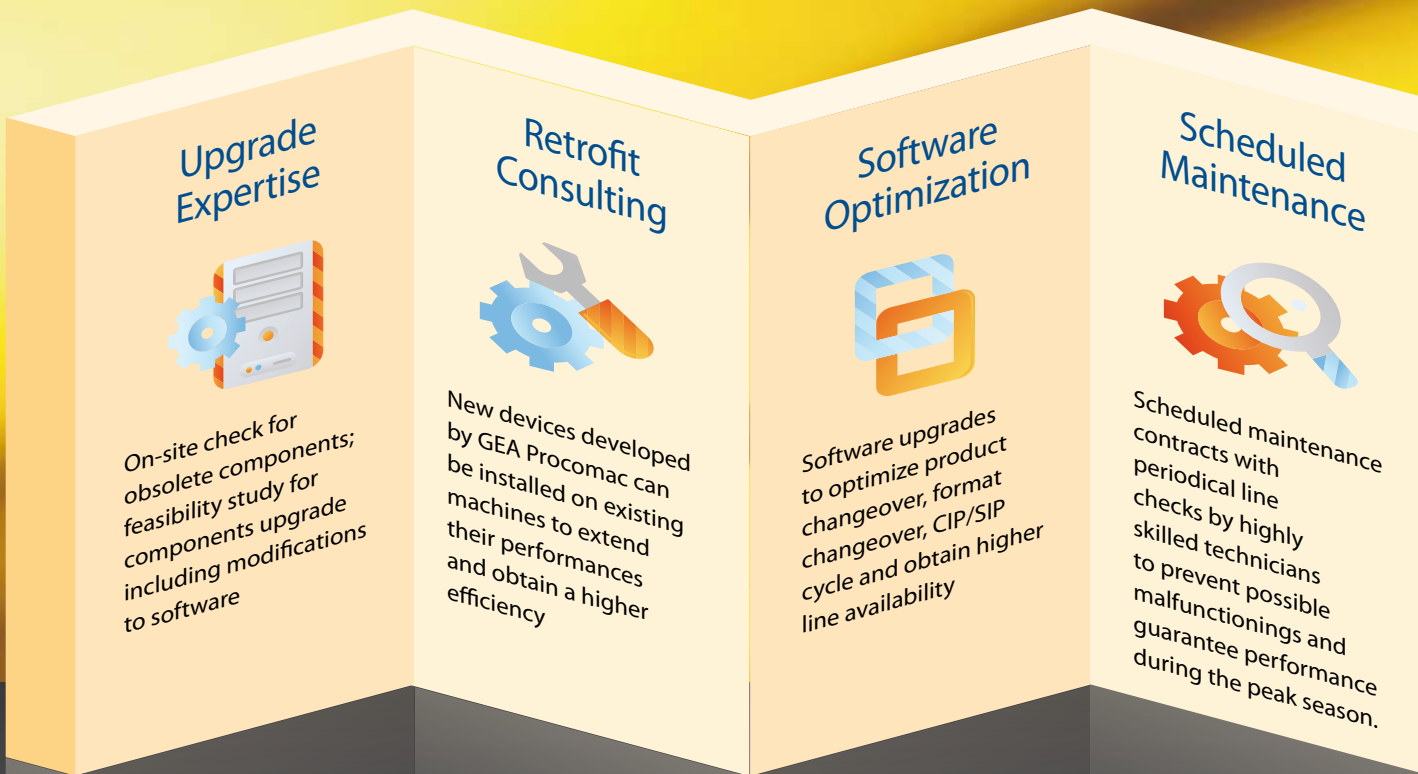 Upgrade
Expertise
On-site check for
obsolete components;
feasibility study for
components upgrade
including modifications
to software
Retrofit
Consulting
New devices developed
by GEA Procomac can
be installed on existing
machines to extend
their performances
and obtain a higher
efficiency
Software
Optimization
Software upgrades
to optimize product
changeover, format
changeover, CIP/SIP
cycle and obtain higher
line availability
Scheduled
Maintenance
Scheduled maintenance
contracts with
periodical line
checks by highly
skilled technicians
to prevent possible
malfunctionings and
guarantee performance
during the peak season.